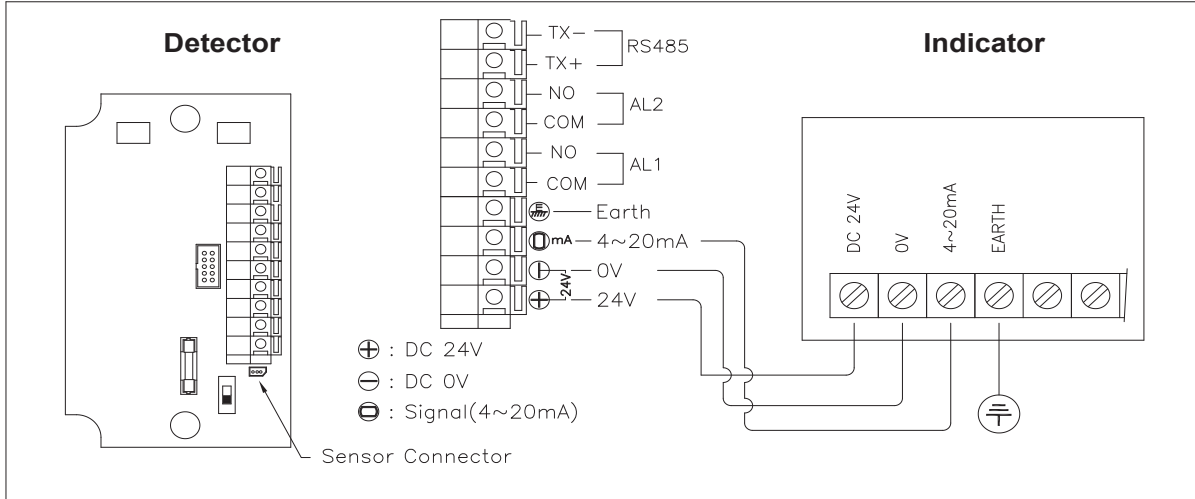 Detector
Indicator
TX-
TX+
RS485
NO
COM
AL2
NO
COM
AL1
E Earth
mA 4~20mA
0V
24V
24V
DC 24V
0V
4~20mA
EARTH
⊕ : DC 24V
⊖ : DC 0V
: Signal(4~20mA)
Sensor Connector